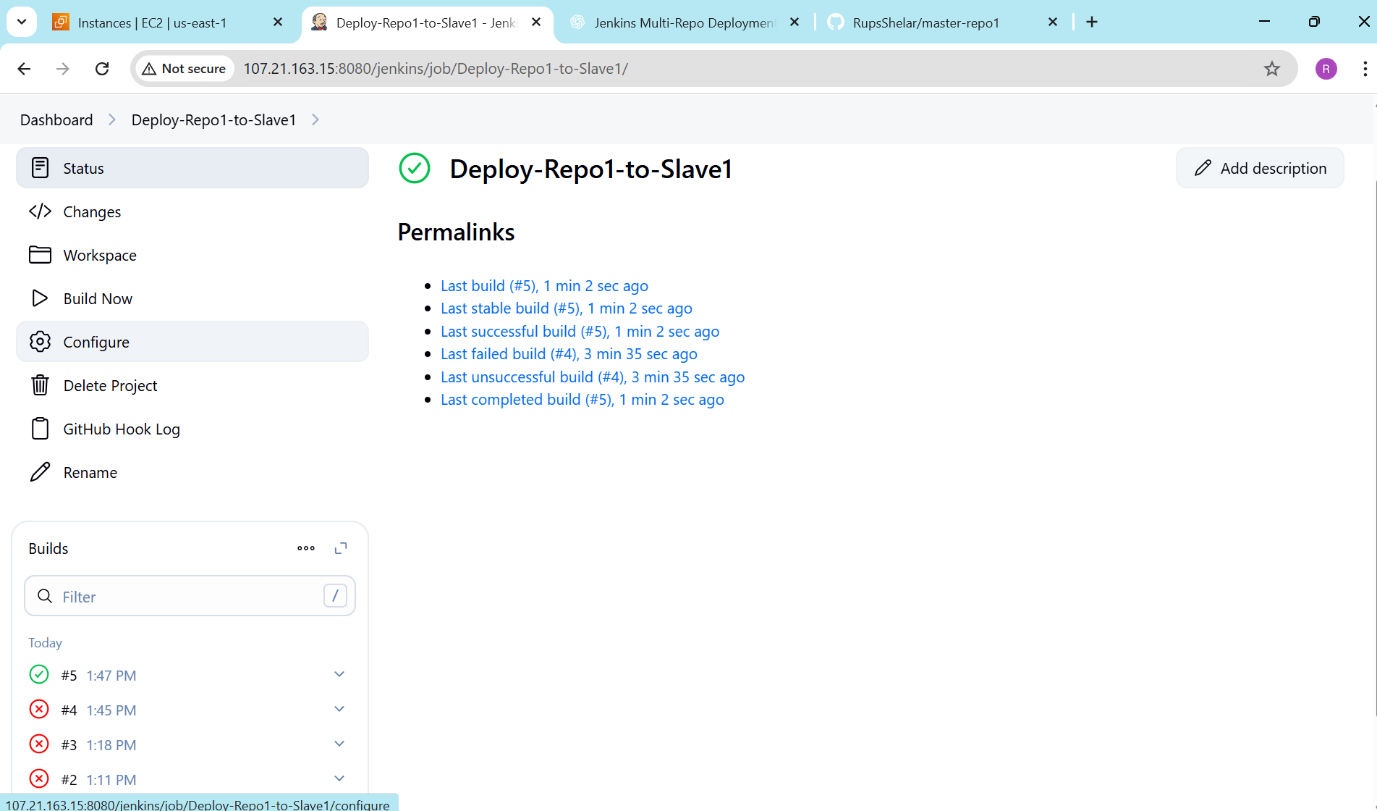 Instances | EC2 | us-east-1
Deploy-Repo1-to-Slave1 - Jenk
Jenkins Multi-Repo Deployment
RupsShelar/master-repo1
Not secure
107.21.163.15:8080/jenkins/job/Deploy-Repo1-to-Slave1/
R
Dashboard
Deploy-Repo1-to-Slave1
Status
Changes
Workspace
Build Now
Configure
Delete Project
GitHub Hook Log
Rename
Deploy-Repo1-to-Slave1
Add description
Permalinks
Last build (#5), 1 min 2 sec ago
Last stable build (#5), 1 min 2 sec ago
Last successful build (#5), 1 min 2 sec ago
Last failed build (#4), 3 min 35 sec ago
Last unsuccessful build (#4), 3 min 35 sec ago
Last completed build (#5), 1 min 2 sec ago
Builds
Filter
/
Today
#5 1:47 PM
#4 1:45 PM
#3 1:18 PM
#2 1:11 PM
107.21.163.15:8080/jenkins/job/Deploy-Repo1-to-Slave1/configure